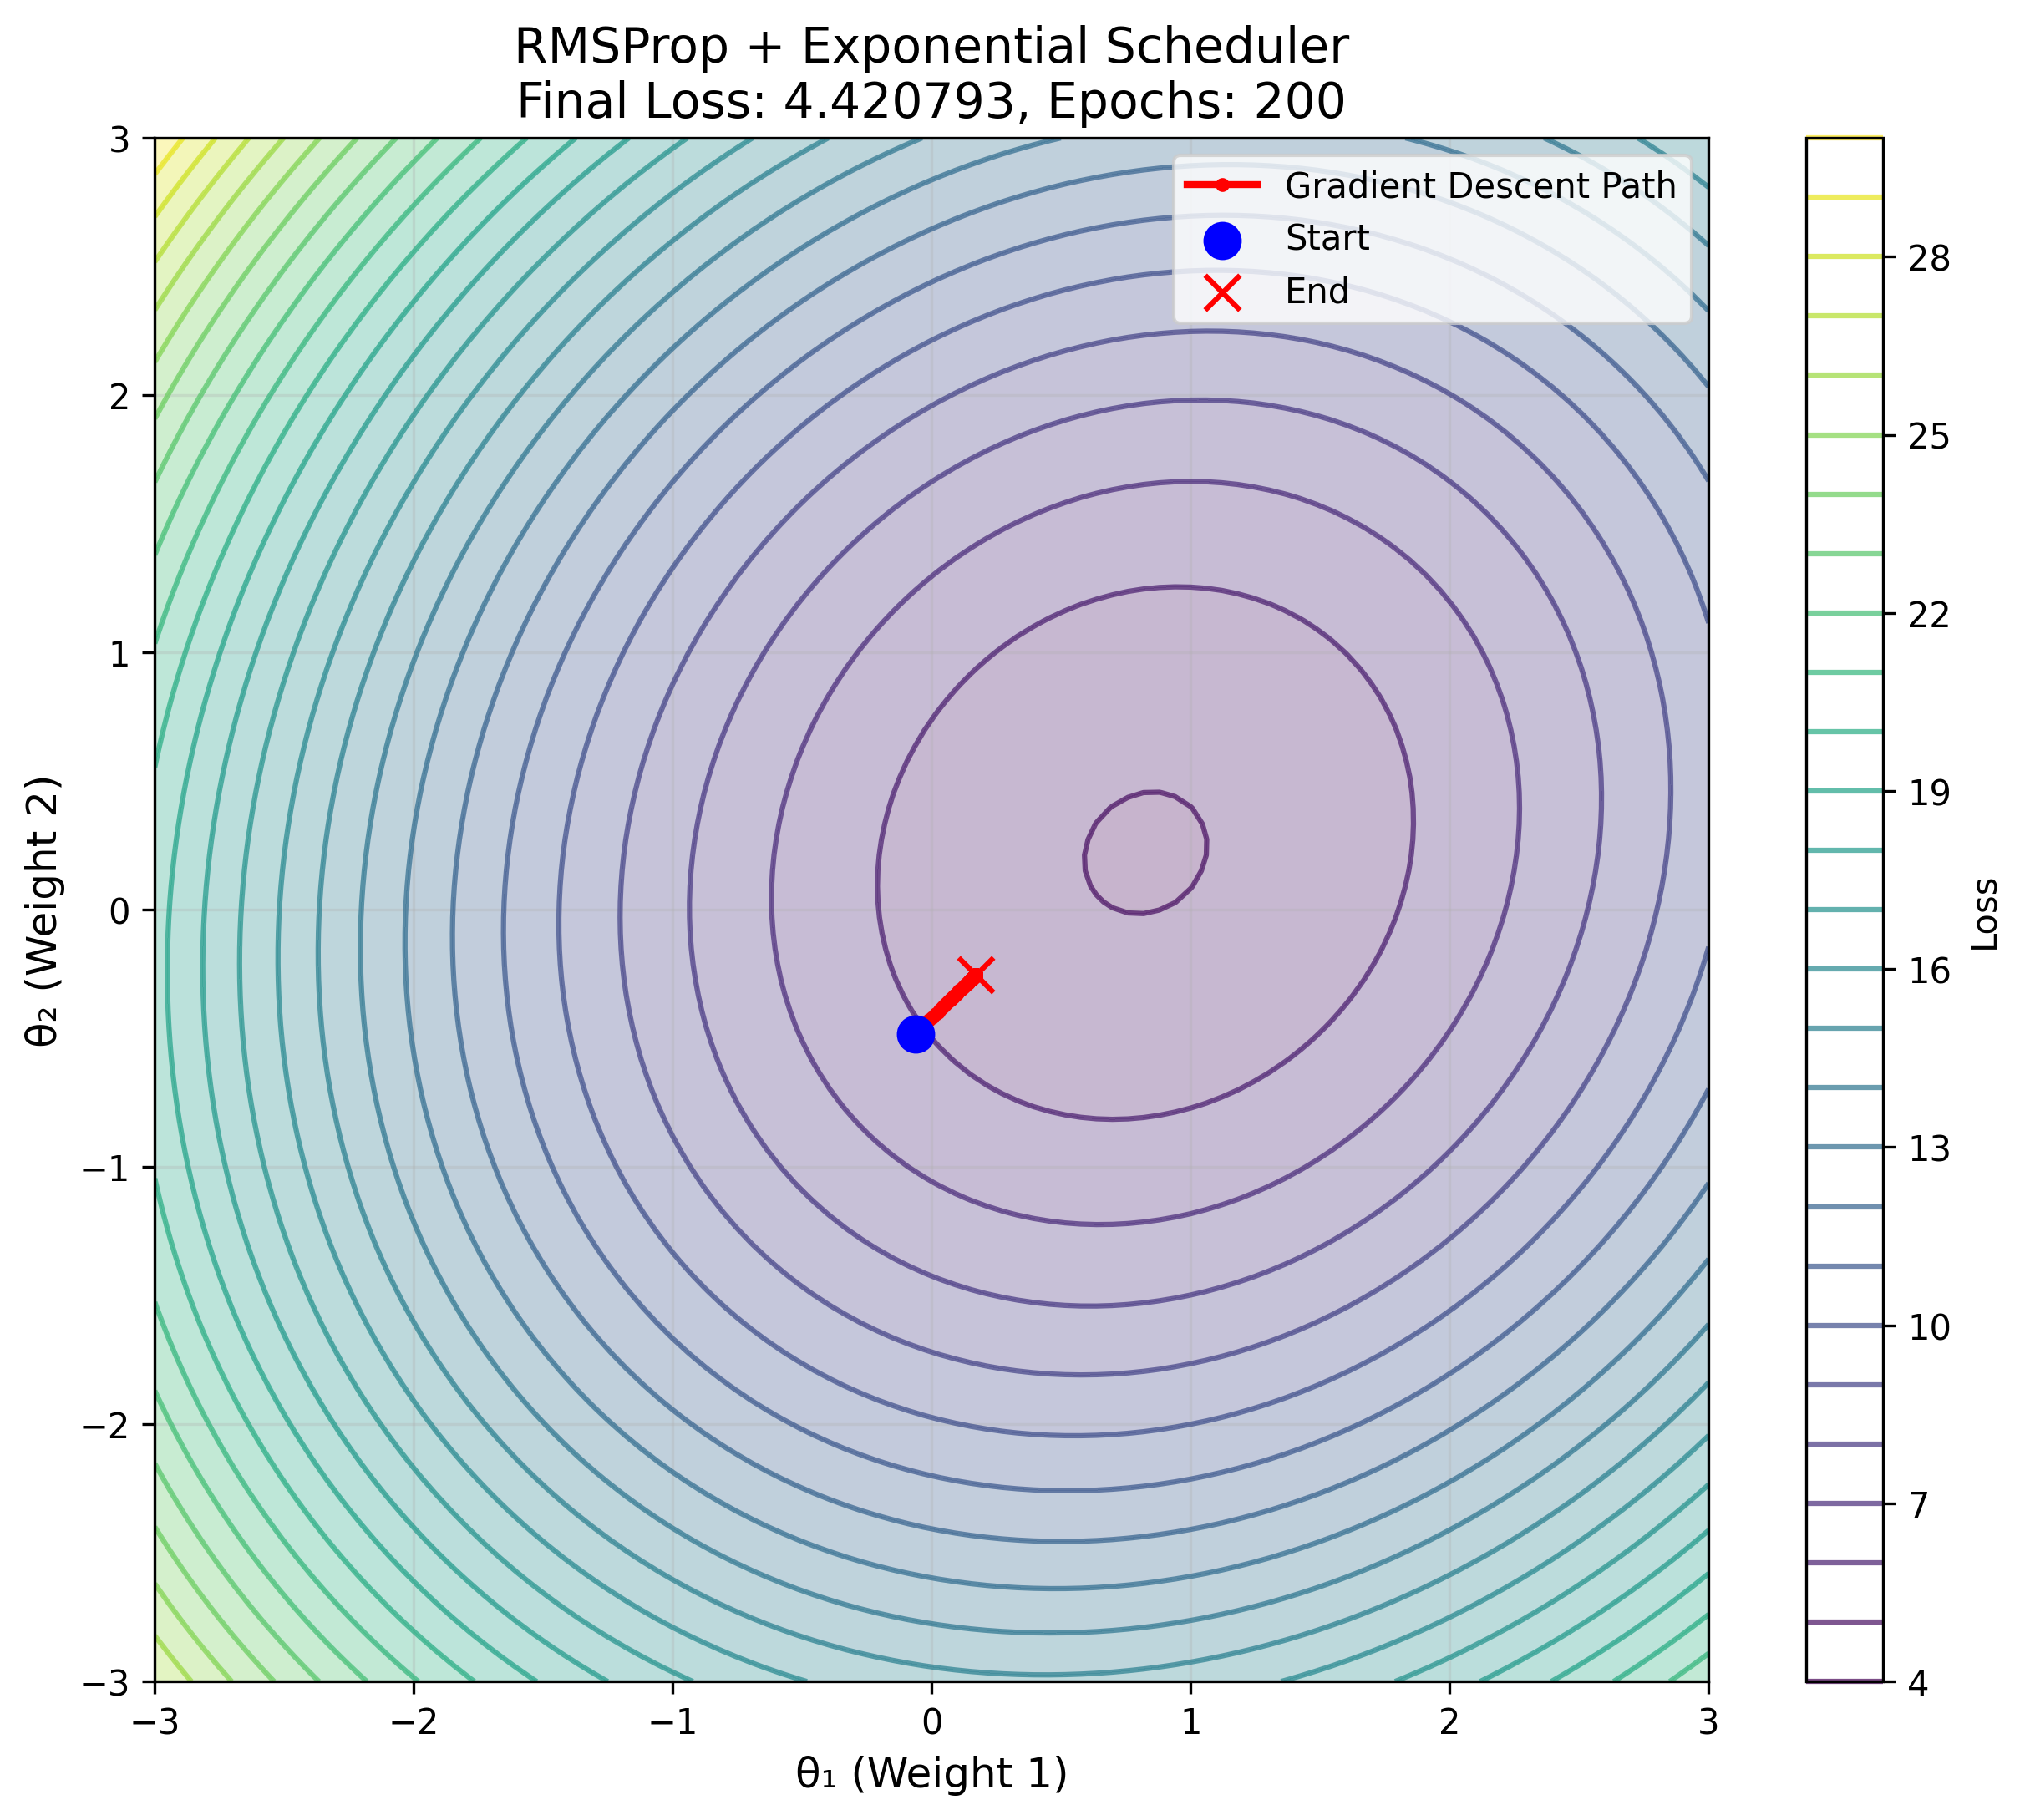 RMSProp + Exponential Scheduler
Final Loss: 4.420793, Epochs: 200
Gradient Descent Path
Start
End
3
2
1
0
−1
−2
−3
θ₂ (Weight 2)
−3
−2
−1
0
1
2
3
θ₁ (Weight 1)
28
25
22
19
16
13
10
7
4
Loss